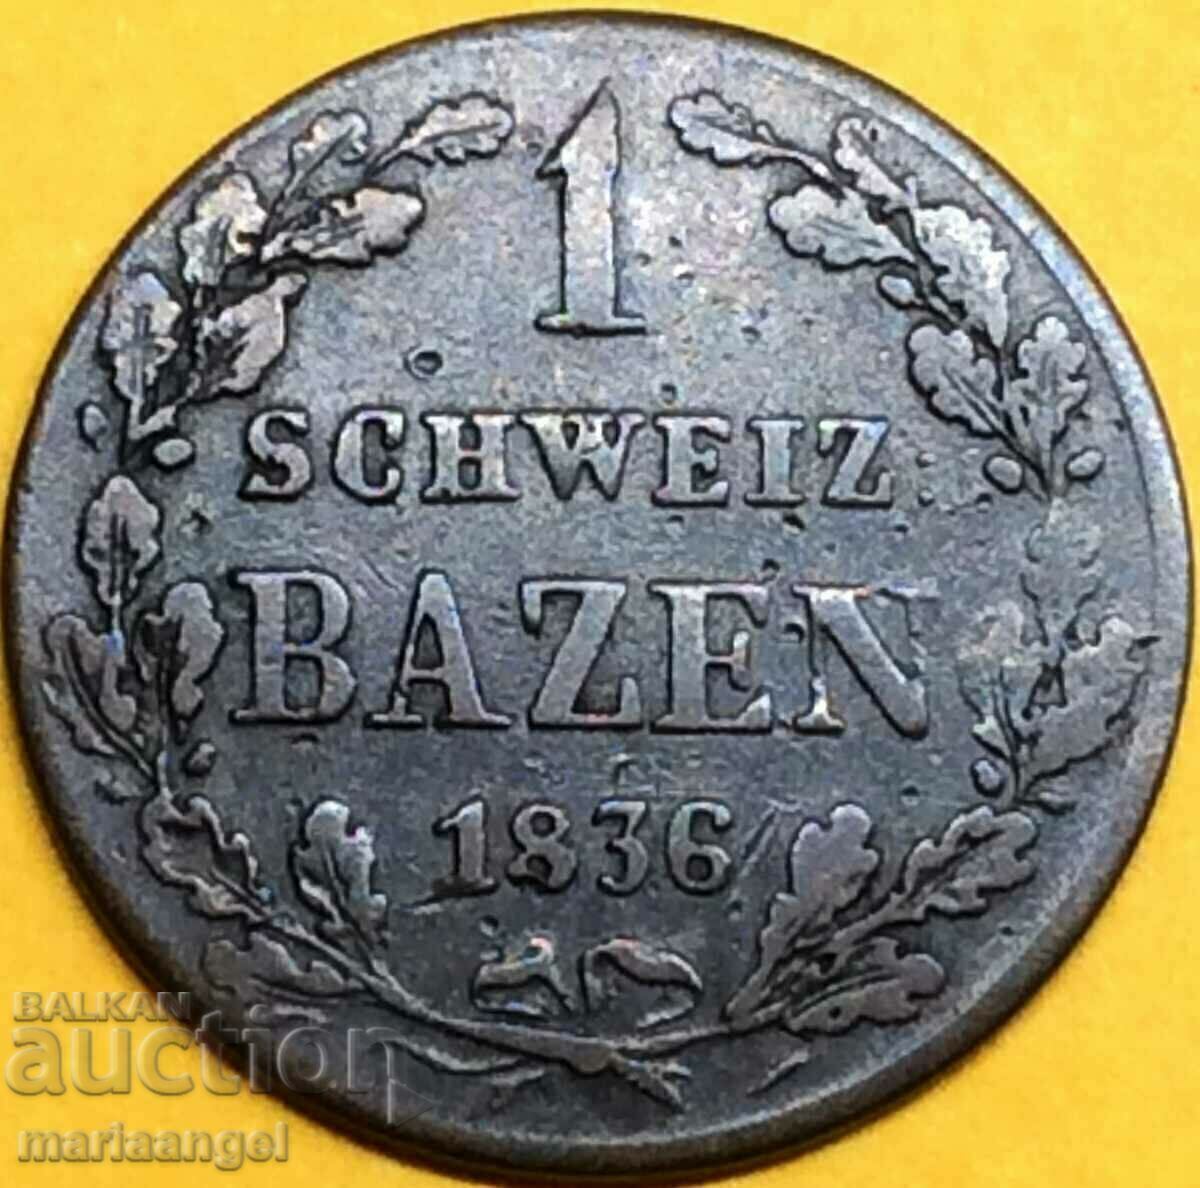 1
SCHWEIZ:
BAZEN
1836
BALKAN
auction
mariaangel